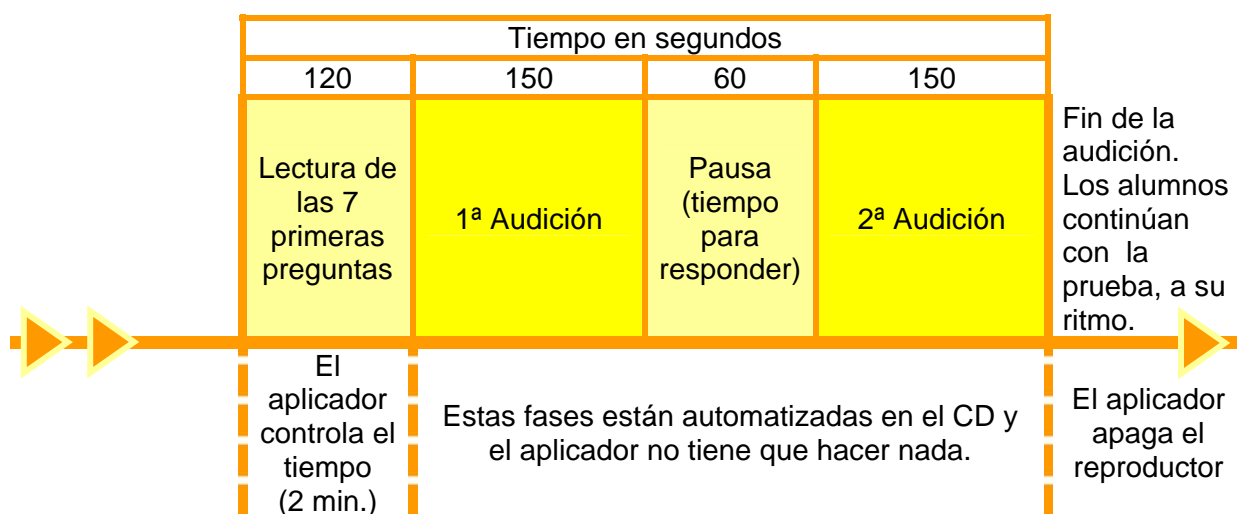 Tiempo en segundos
120 150 60 150
Lectura de
las 7
primeras
preguntas
1ª Audición
Pausa
(tiempo
para
responder)
2ª Audición
Fin de la
audición.
Los alumnos
continúan
con la
prueba, a su
ritmo.
El
aplicador
controla el
tiempo
(2 min.)
Estas fases están automatizadas en el CD y
el aplicador no tiene que hacer nada.
El aplicador
apaga el
reproductor